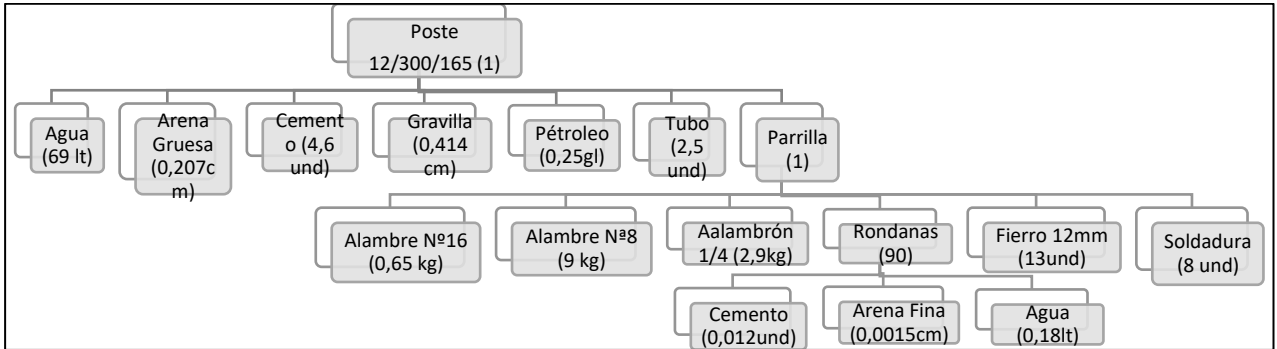 Poste
12/300/165 (1)
Agua
(69 lt)
Arena
Gruesa
(0,207c
m)
Cement
o (4,6
und)
Gravilla
(0,414
cm)
Pétroleo
(0,25gl)
Tubo
(2,5
und)
Parrilla
(1)
Alambre Nº16
(0,65 kg)
Alambre Nª8
(9 kg)
Aalambrón
1/4 (2,9kg)
Rondanas
(90)
Fierro 12mm
(13und)
Soldadura
(8 und)
Cemento
(0,012und)
Arena Fina
(0,0015cm)
Agua
(0,18lt)